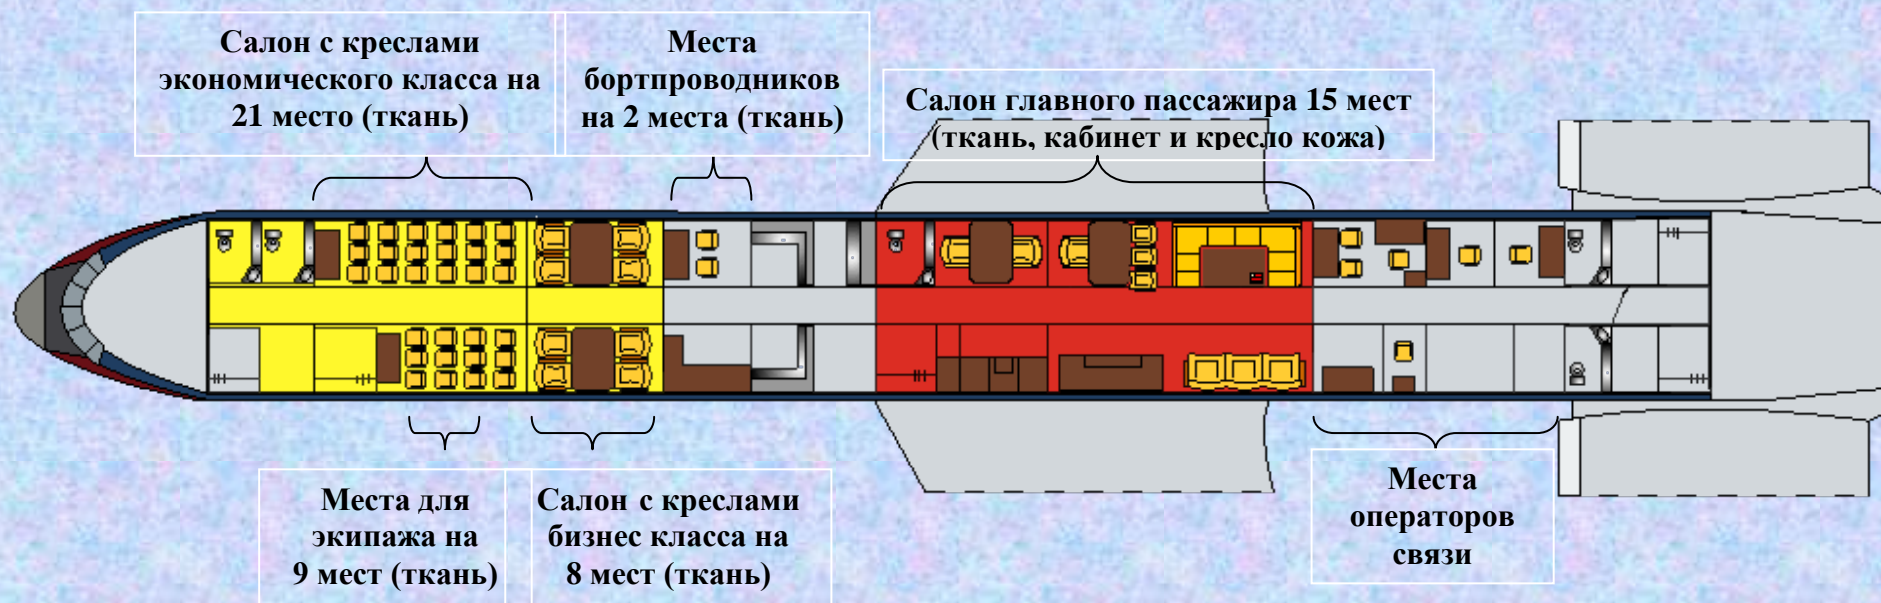 Салон с креслами
экономического класса на
21 место (ткань)
Места
бортпроводников
на 2 места (ткань)
Салон главного пассажира 15 мест
(ткань, кабинет и кресло кожа)
Места для
экипажа на
9 мест (ткань)
Салон с креслами
бизнес класса на
8 мест (ткань)
Места
операторов
связи